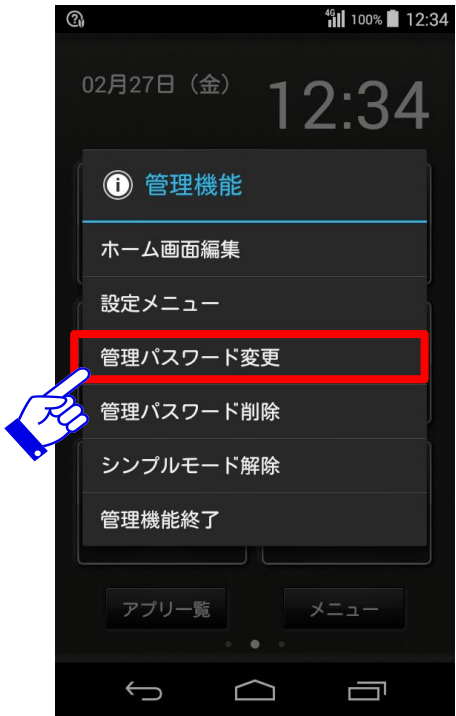 4G 100% 12:34
02月27日（金） 12:34
管理機能
ホーム画面編集
設定メニュー
管理パスワード変更
管理パスワード削除
シンプルモード解除
管理機能終了
アプリ一覧 メニュー